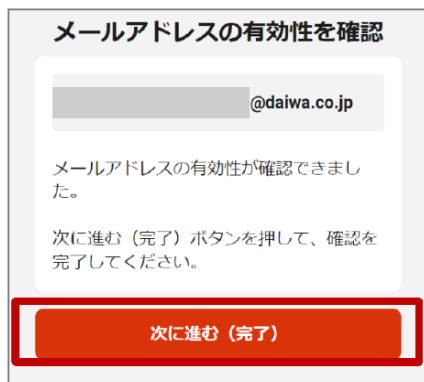 メールアドレスの有効性を確認
@daiwa.co.jp
メールアドレスの有効性が確認できまし
た。
次に進む（完了）ボタンを押して、確認を
完了してください。
次に進む（完了）